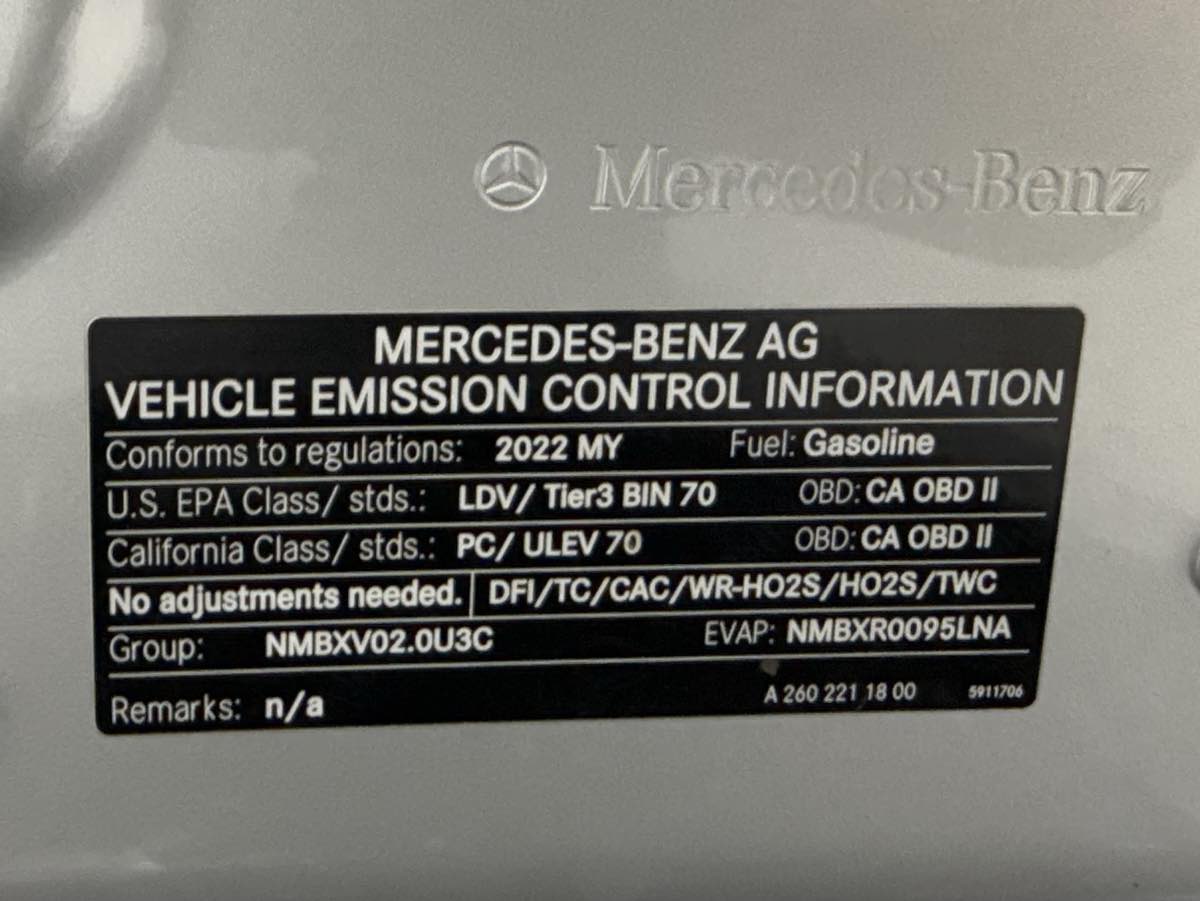 Mercedes-Benz
MERCEDES-BENZ AG
VEHICLE EMISSION CONTROL INFORMATION
Conforms to regulations: 2022 MY Fuel: Gasoline
U.S. EPA Class/ stds.: LDV/ Tier3 BIN 70 OBD: CA OBD II
California Class/ stds.: PC/ ULEV 70 OBD: CA OBD II
No adjustments needed. DFI/TC/CAC/WR-HO2S/HO2S/TWC
Group: NMBXV02.0U3C EVAP: NMBXR0095LNA
Remarks: n/a A 260 221 18 00 5911706